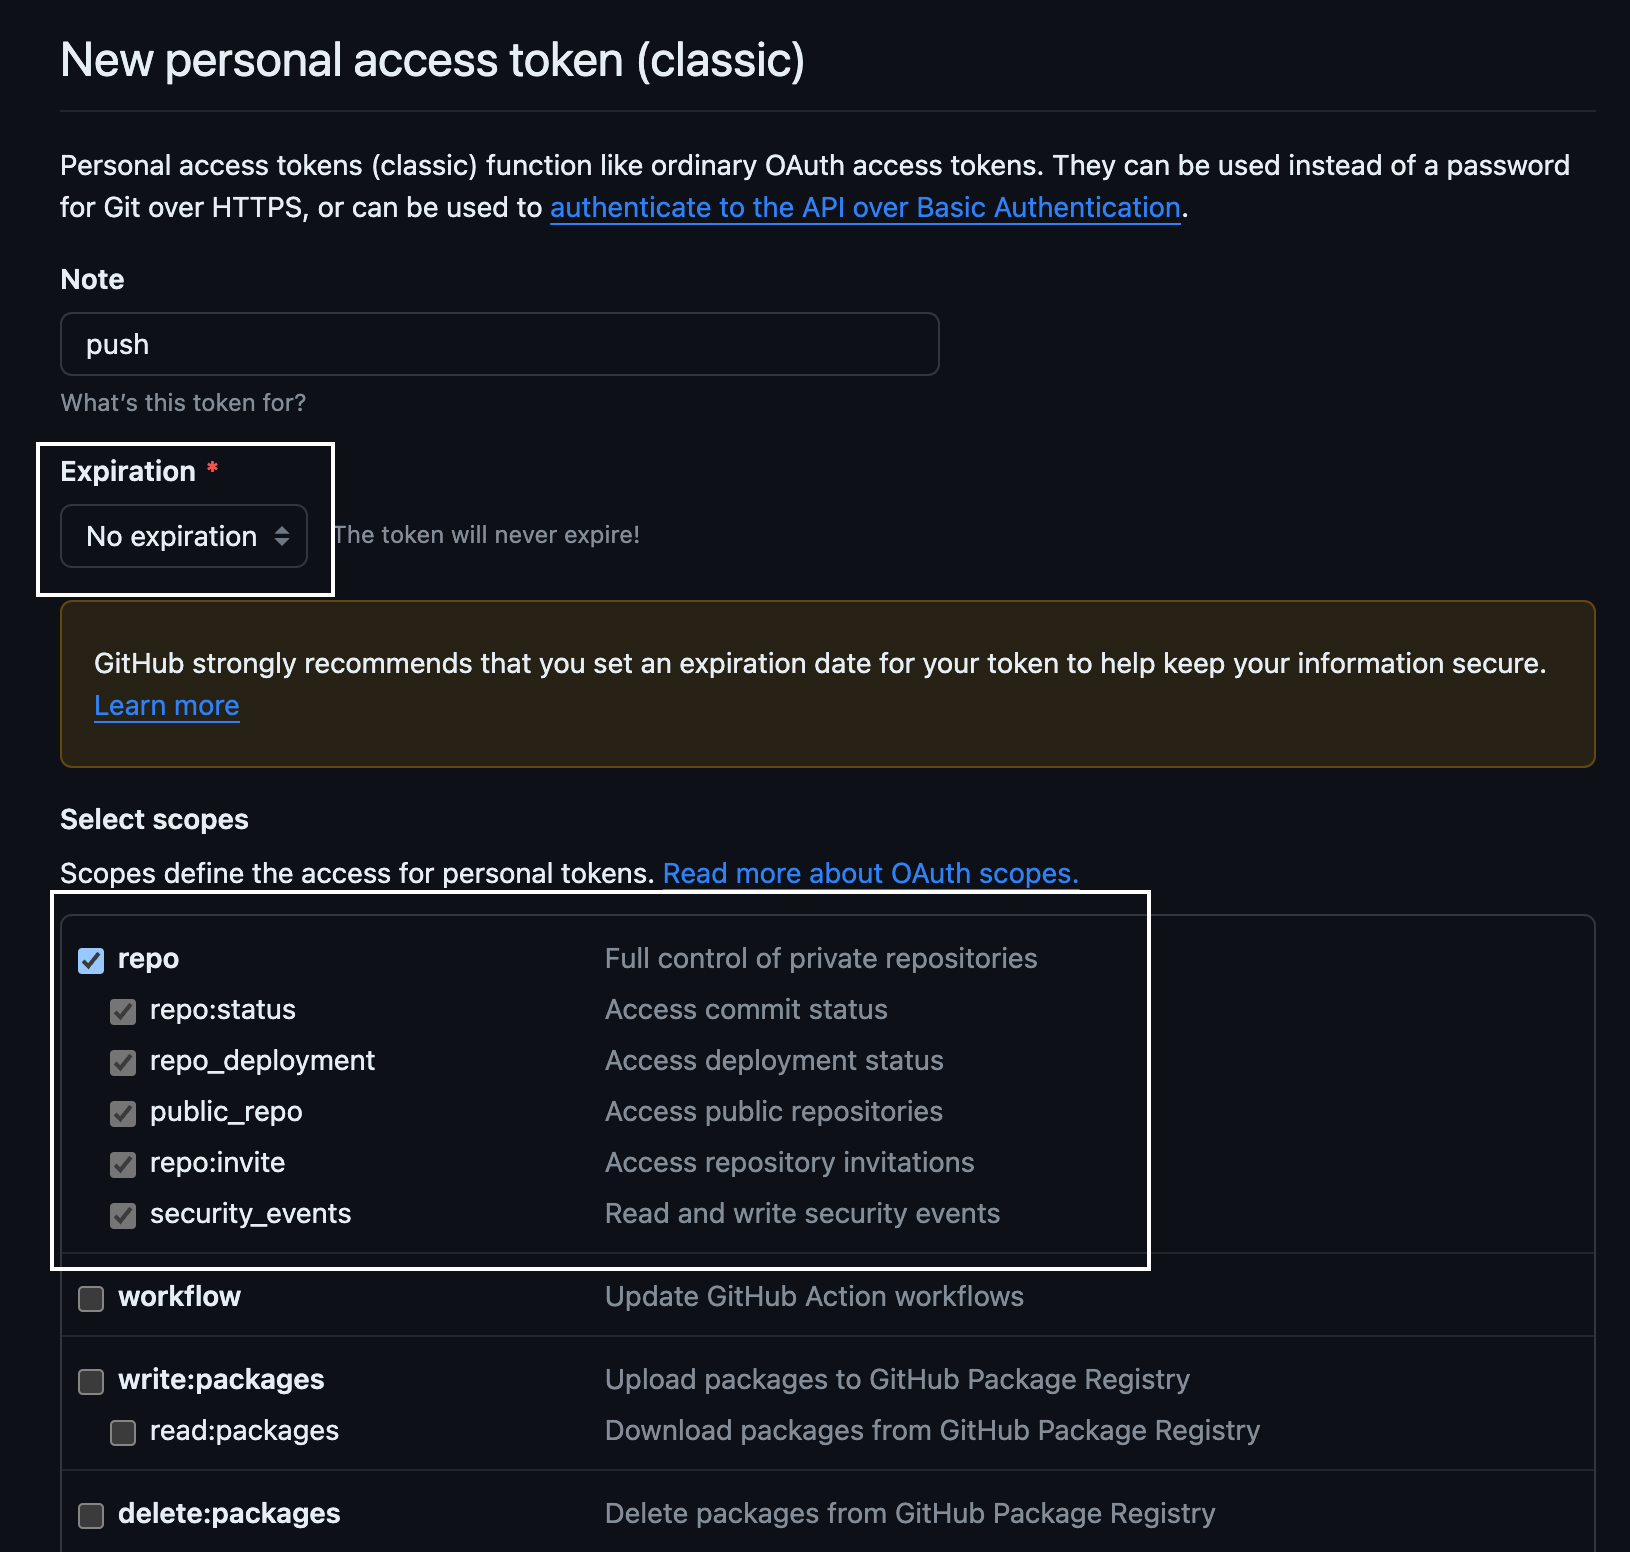 New personal access token (classic)
Personal access tokens (classic) function like ordinary OAuth access tokens. They can be used instead of a password
for Git over HTTPS, or can be used to authenticate to the API over Basic Authentication.
Note
push
What's this token for?
Expiration *
No expiration The token will never expire!
GitHub strongly recommends that you set an expiration date for your token to help keep your information secure.
Learn more
Select scopes
Scopes define the access for personal tokens. Read more about OAuth scopes.
repo Full control of private repositories
repo:status Access commit status
repo_deployment Access deployment status
public_repo Access public repositories
repo:invite Access repository invitations
security_events Read and write security events
workflow Update GitHub Action workflows
write:packages Upload packages to GitHub Package Registry
read:packages Download packages from GitHub Package Registry
delete:packages Delete packages from GitHub Package Registry